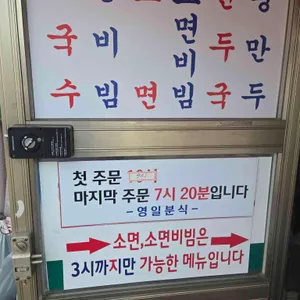 국수
비빔
면
면비빔
두국
만두
첫 주문
마지막 주문 7시 20분입니다
- 영일분식 -
소면,소면비빔은
3시까지만 가능한 메뉴입니다